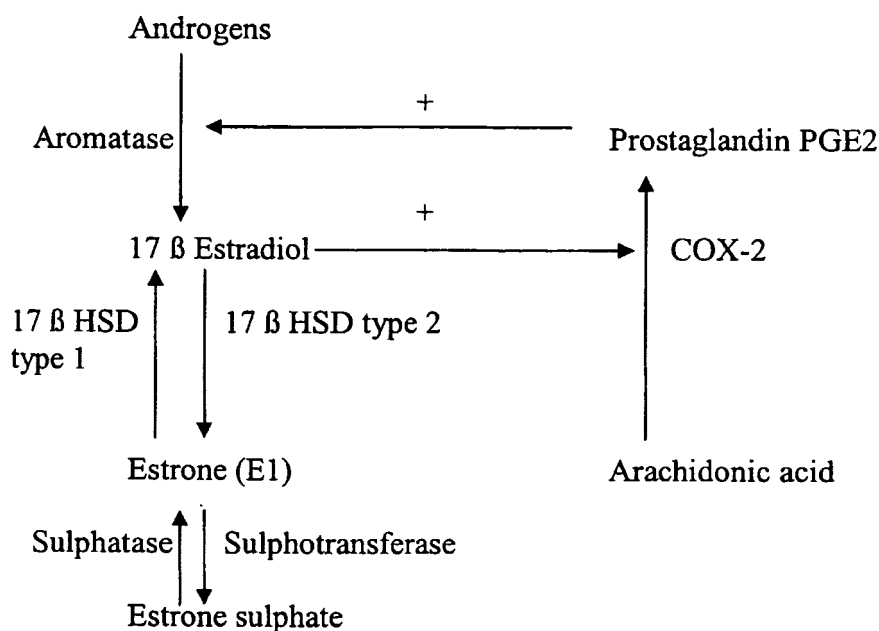 Androgens
+
Aromatase
Prostaglandin PGE2
+
17 ß Estradiol
COX-2
17 ß HSD
type 1
17 ß HSD type 2
Estrone (E1)
Arachidonic acid
Sulphatase
Sulphotransferase
Estrone sulphate